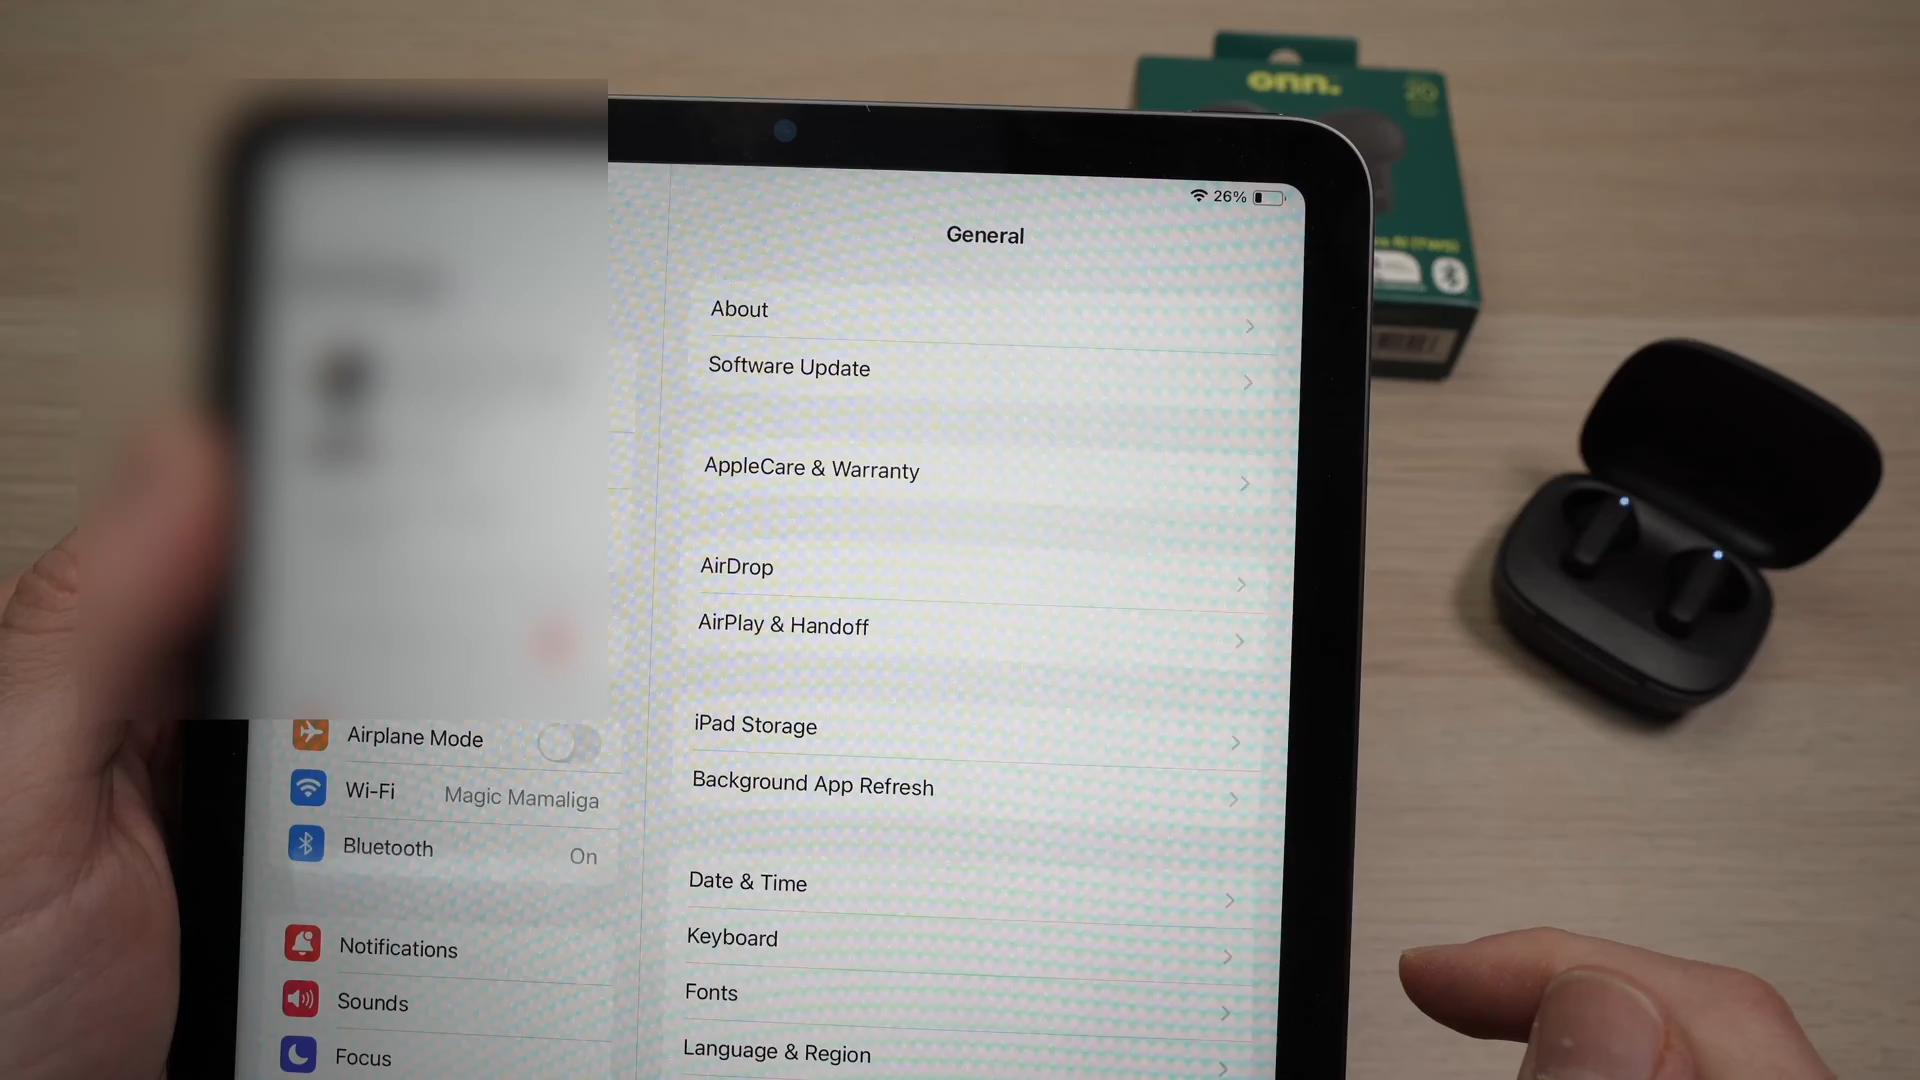 onn.
20
26%
General
About
Software Update
AppleCare & Warranty
AirDrop
AirPlay & Handoff
iPad Storage
Background App Refresh
Date & Time
Keyboard
Fonts
Language & Region
Airplane Mode
Wi-Fi Magic Mamaliga
Bluetooth On
Notifications
Sounds
Focus